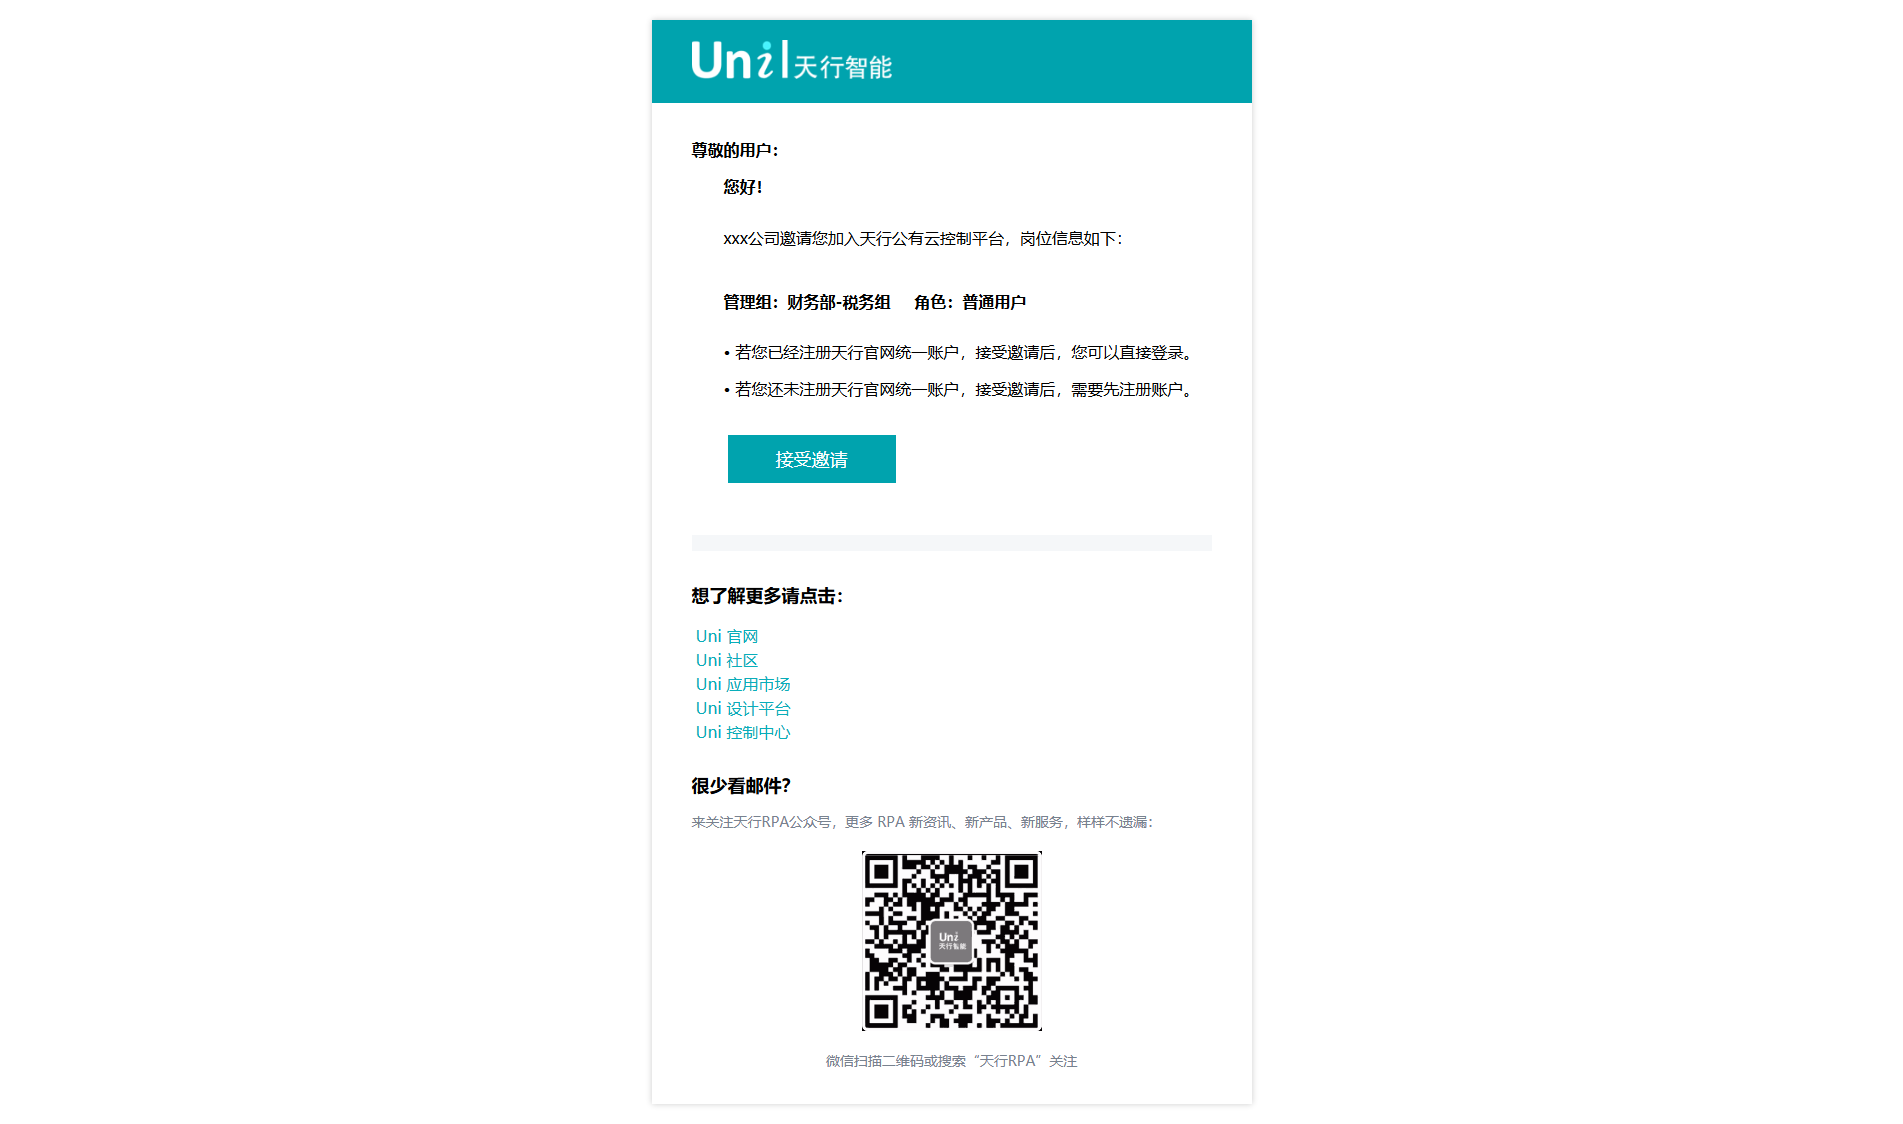 Uni 天行智能
尊敬的用户：
您好！
xxx公司邀请您加入天行公有云控制平台，岗位信息如下：
管理组：财务部-税务组 角色：普通用户
• 若您已经注册天行官网统一账户，接受邀请后，您可以直接登录。
• 若您还未注册天行官网统一账户，接受邀请后，需要先注册账户。
接受邀请
想了解更多请点击：
Uni 官网
Uni 社区
Uni 应用市场
Uni 设计平台
Uni 控制中心
很少看邮件？
来关注天行RPA公众号，更多 RPA 新资讯、新产品、新服务，样样不遗漏：
Uni
天行智能
微信扫描二维码或搜索“天行RPA”关注